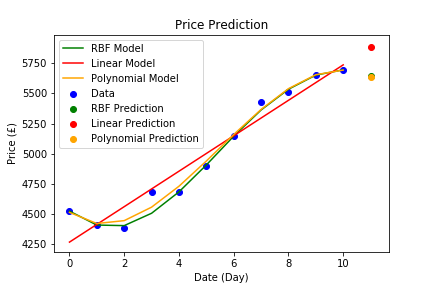 Price Prediction
RBF Model
Linear Model
Polynomial Model
Data
RBF Prediction
Linear Prediction
Polynomial Prediction
5750
5500
5250
5000
4750
4500
4250
Price (£)
0 2 4 6 8 10
Date (Day)